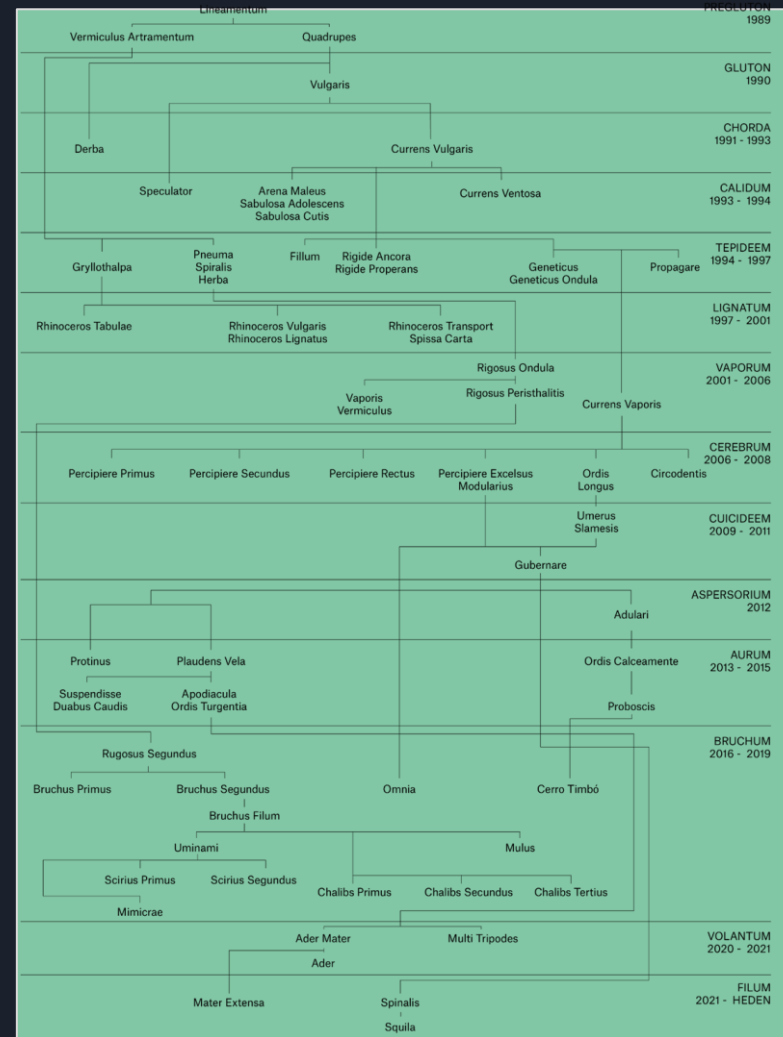 Lineamentum
PREGLUTON
1989
Vermiculus Artramentum
Quadrupes
GLUTON
1990
Vulgaris
CHORDA
1991 - 1993
Derba
Currens Vulgaris
CALIDUM
1993 - 1994
Speculator
Arena Maleus
Sabulosa Adolescens
Sabulosa Cutis
Currens Ventosa
TEPIDEEM
1994 - 1997
Gryllothalpa
Pneuma
Spiralis
Herba
Fillum
Rigide Ancora
Rigide Properans
Geneticus
Geneticus Ondula
Propagare
LIGNATUM
1997 - 2001
Rhinoceros Tabulae
Rhinoceros Vulgaris
Rhinoceros Lignatus
Rhinoceros Transport
Spissa Carta
VAPORUM
2001 - 2006
Rigosus Ondula
Vaporis
Vermiculus
Rigosus Peristhalitis
Currens Vaporis
CEREBRUM
2006 - 2008
Percipiere Primus
Percipiere Secundus
Percipiere Rectus
Percipiere Excelsus
Modularius
Ordis
Longus
Circodentis
CUICIDEEM
2009 - 2011
Umerus
Slamesis
Gubernare
ASPERSORIUM
2012
Adulari
AURUM
2013 - 2015
Protinus
Plaudens Vela
Ordis Calceamente
Suspendisse
Duabus Caudis
Apodiacula
Ordis Turgentia
Proboscis
BRUCHUM
2016 - 2019
Rugosus Segundus
Bruchus Primus
Bruchus Segundus
Omnia
Cerro Timbó
Bruchus Filum
Uminami
Mulus
Scirius Primus
Scirius Segundus
Chalibs Primus
Chalibs Secundus
Chalibs Tertius
Mimicrae
VOLANTUM
2020 - 2021
Ader Mater
Multi Tripodes
Ader
FILUM
2021 - HEDEN
Mater Extensa
Spinalis
Squila